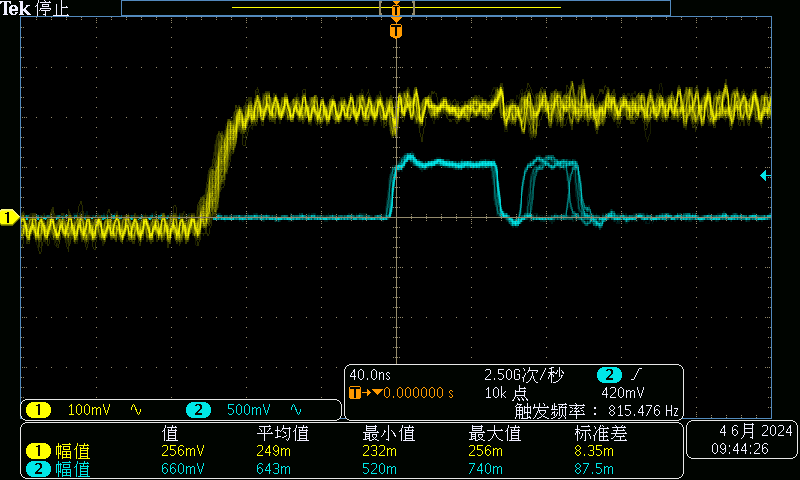 Tek 停止
T
T
1
1 100mV
2 500mV
40.0ns 2.50G次/秒 2
T→▼0.000000 s 10k 点 420mV
触发频率： 815.476 Hz
值 平均值 最小值 最大值 标准差
1 幅值 256mV 249m 232m 256m 8.35m
2 幅值 660mV 643m 520m 740m 87.5m
4 6月 2024
09:44:26